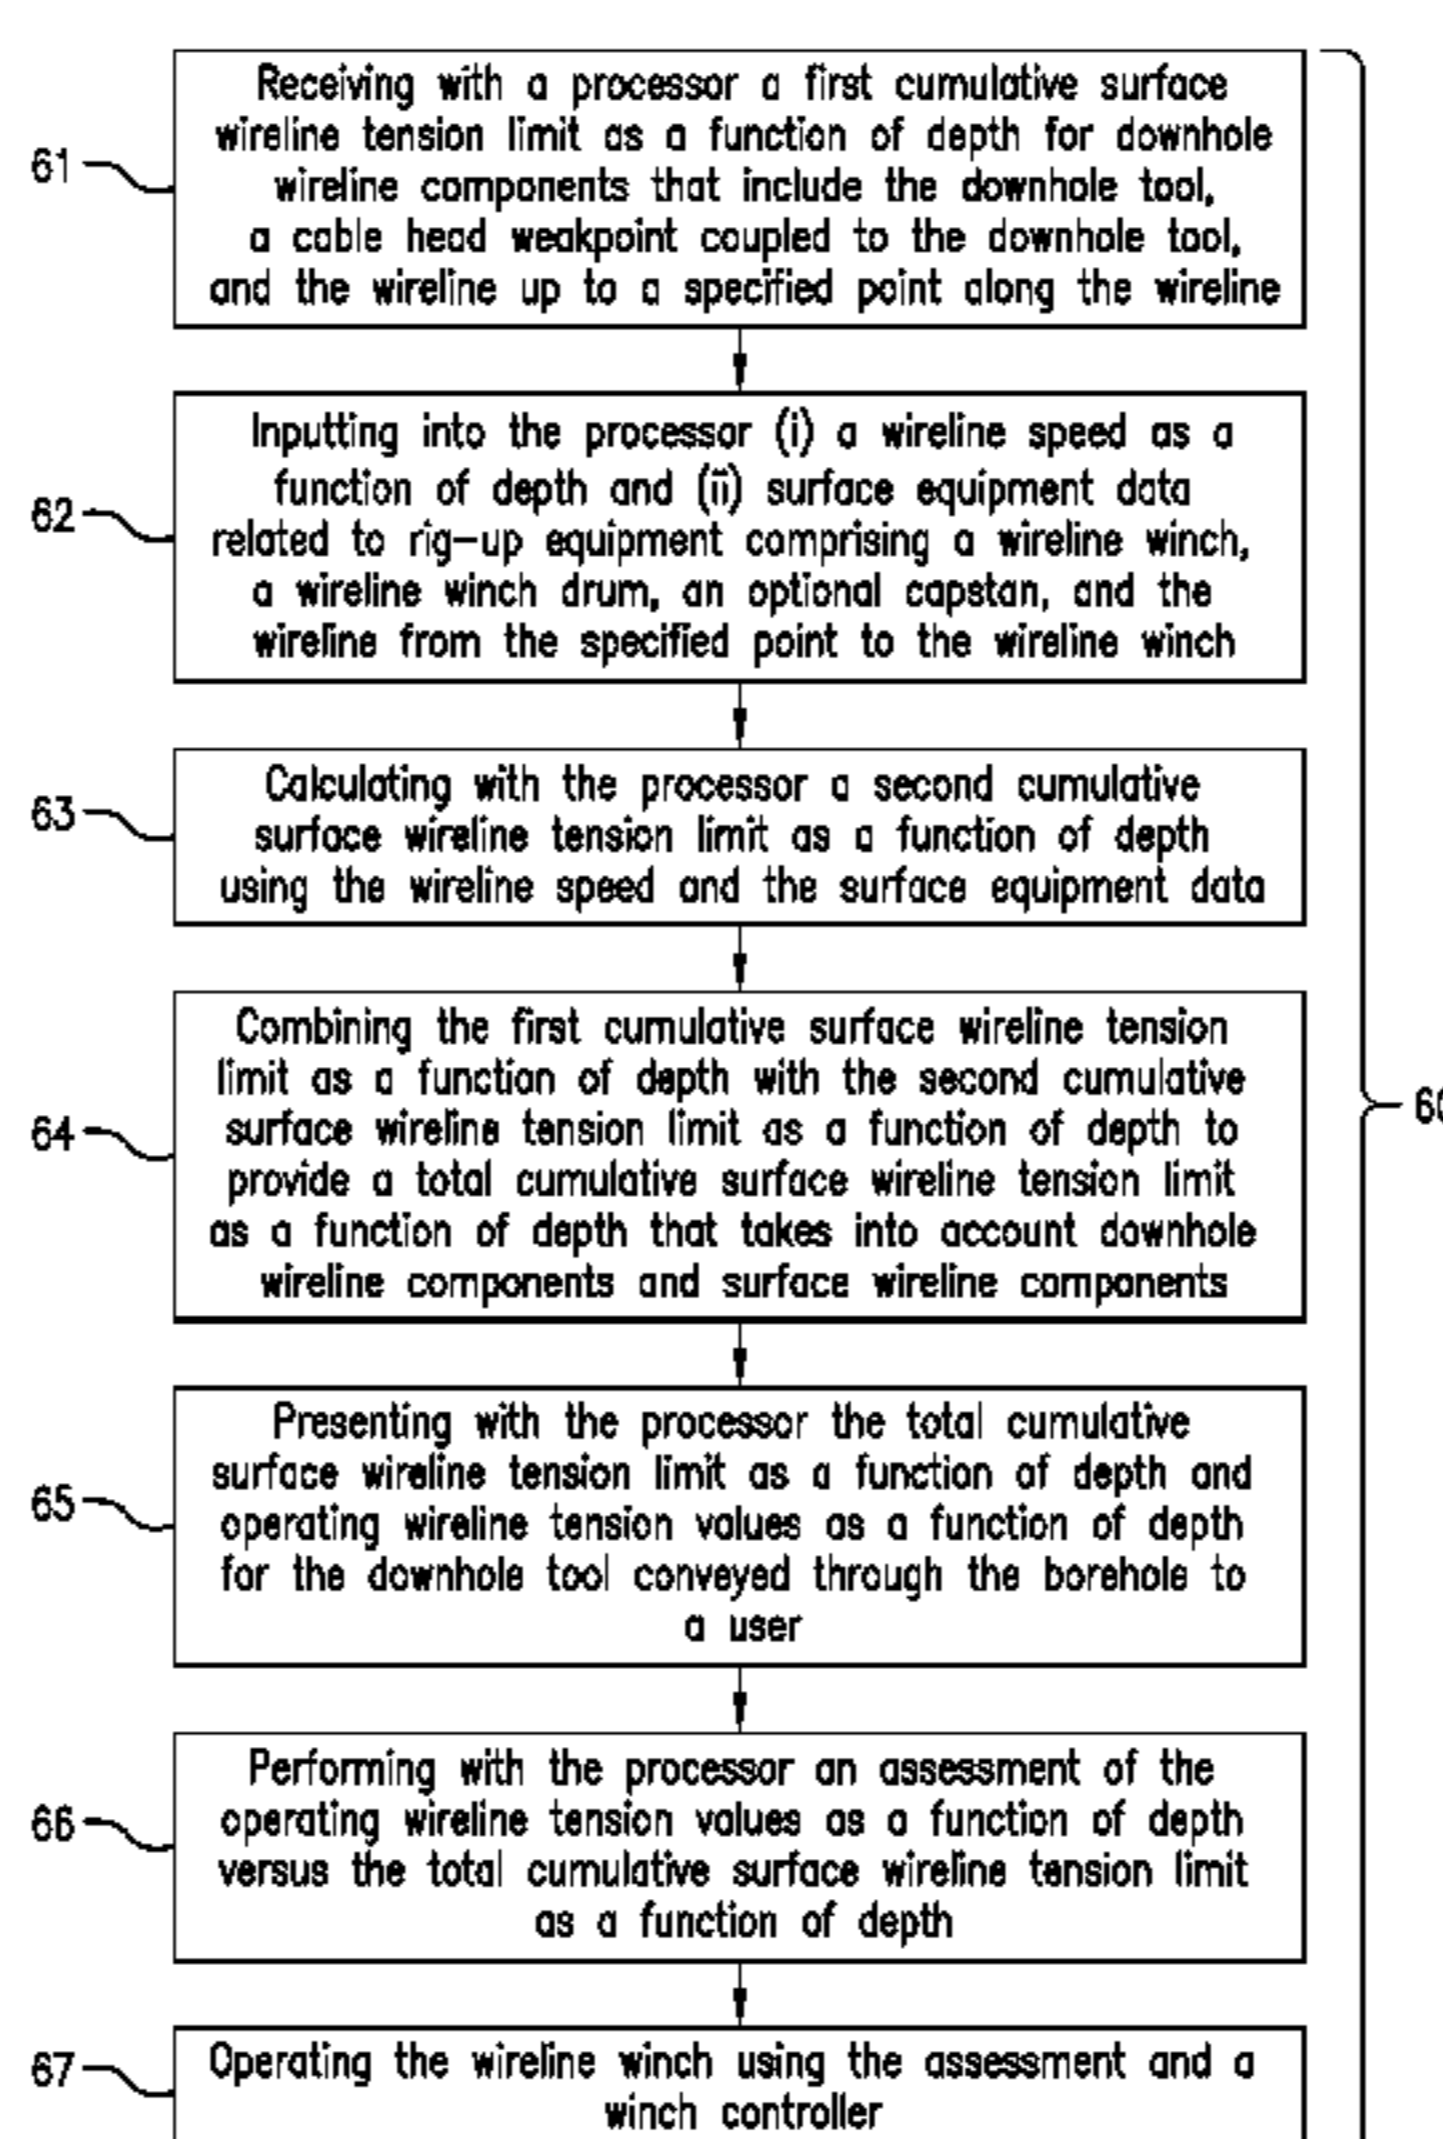 61
Receiving with a processor a first cumulative surface
wireline tension limit as a function of depth for downhole
wireline components that include the downhole tool,
a cable head weakpoint coupled to the downhole tool,
and the wireline up to a specified point along the wireline
62
Inputting into the processor (i) a wireline speed as a
function of depth and (ii) surface equipment data
related to rig-up equipment comprising a wireline winch,
a wireline winch drum, an optional capstan, and the
wireline from the specified point to the wireline winch
63
Calculating with the processor a second cumulative
surface wireline tension limit as a function of depth
using the wireline speed and the surface equipment data
64
Combining the first cumulative surface wireline tension
limit as a function of depth with the second cumulative
surface wireline tension limit as a function of depth to
provide a total cumulative surface wireline tension limit
as a function of depth that takes into account downhole
wireline components and surface wireline components
60
65
Presenting with the processor the total cumulative
surface wireline tension limit as a function of depth and
operating wireline tension values as a function of depth
for the downhole tool conveyed through the borehole to
a user
66
Performing with the processor an assessment of the
operating wireline tension values as a function of depth
versus the total cumulative surface wireline tension limit
as a function of depth
67
Operating the wireline winch using the assessment and a
winch controller